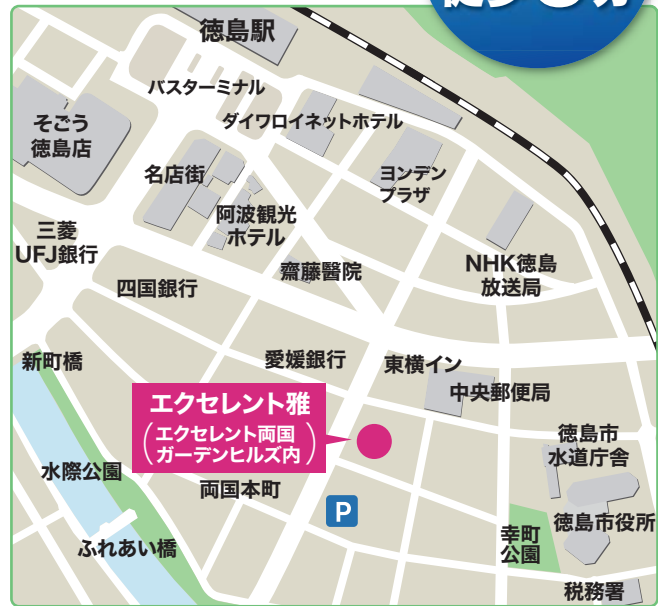 徳島駅
バスターミナル
ダイワロイネットホテル
そごう
徳島店
名店街
ヨンデン
プラザ
阿波観光
ホテル
三菱
UFJ銀行
齋藤醫院
NHK徳島
放送局
四国銀行
新町橋
愛媛銀行
東横イン
中央郵便局
エクセレント雅
(エクセレント両国
ガーデンヒルズ内)
徳島市
水道庁舎
水際公園
両国本町
P
徳島市役所
幸町
公園
ふれあい橋
税務署